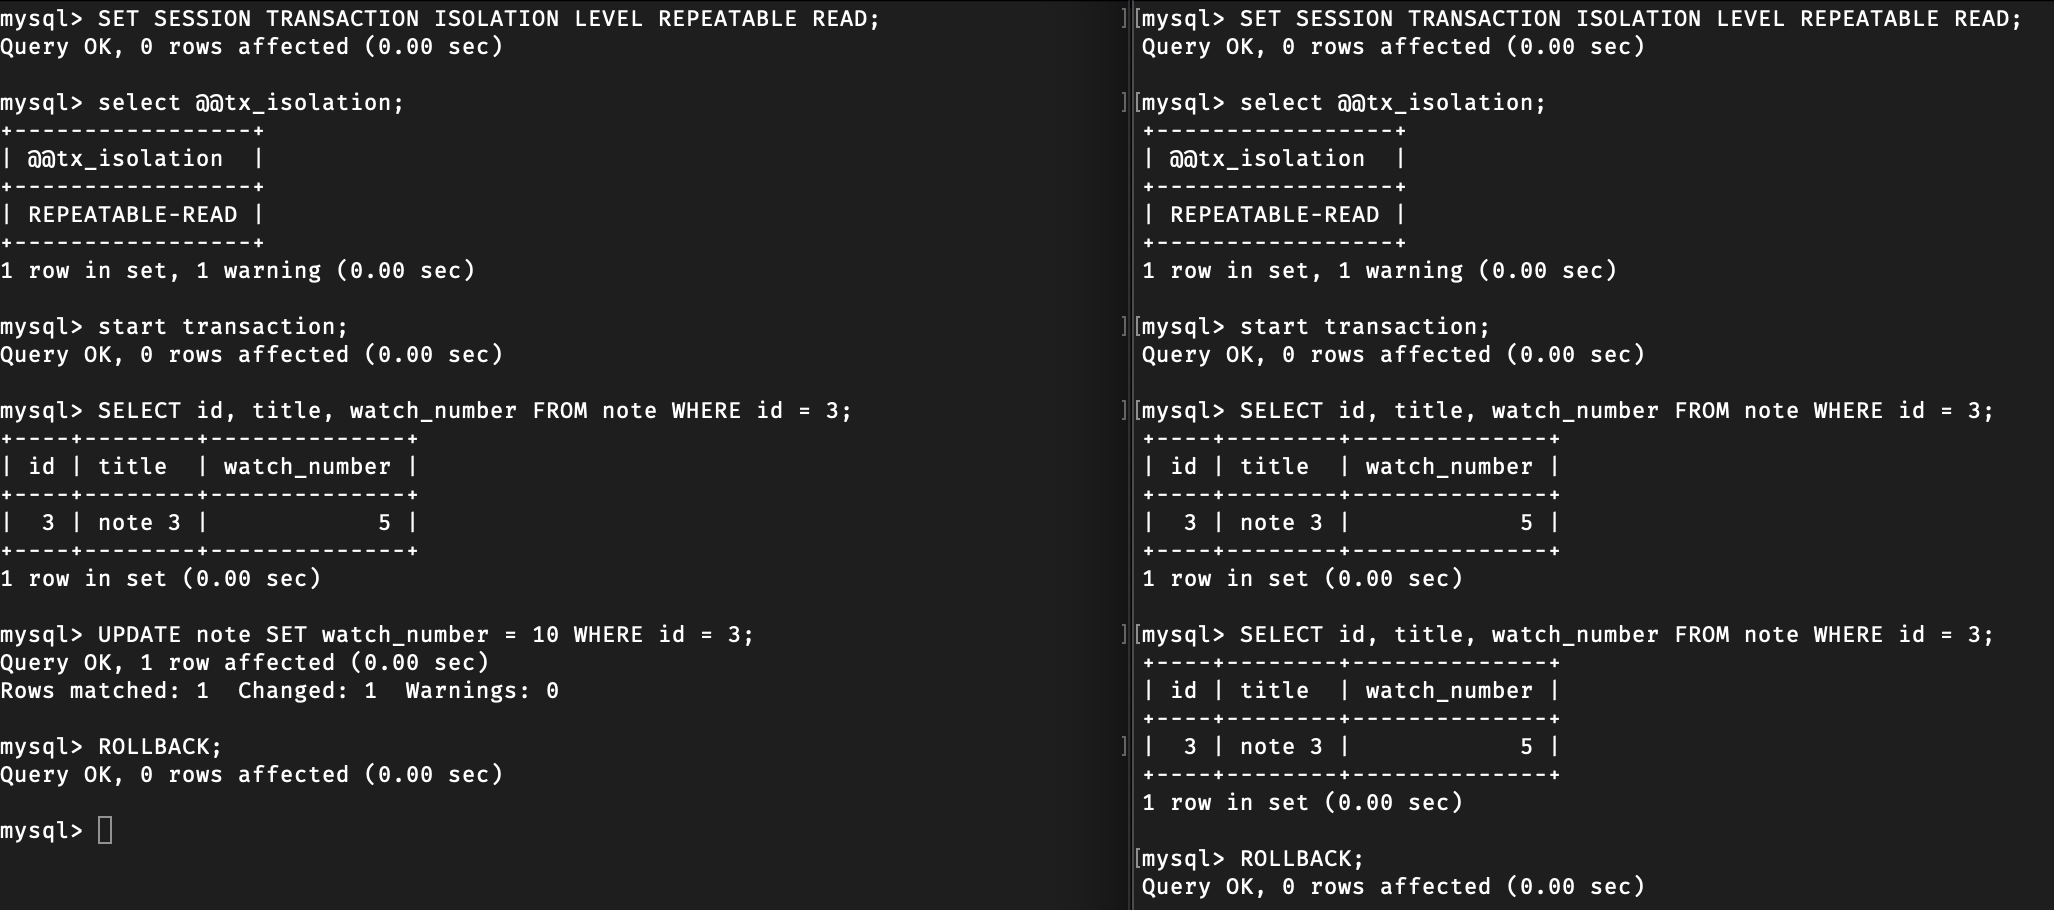 mysql> SET SESSION TRANSACTION ISOLATION LEVEL REPEATABLE READ;
Query OK, 0 rows affected (0.00 sec)
mysql> select @@tx_isolation;
+-----------------+
| @@tx_isolation  |
+-----------------+
| REPEATABLE-READ |
+-----------------+
1 row in set, 1 warning (0.00 sec)
mysql> start transaction;
Query OK, 0 rows affected (0.00 sec)
mysql> SELECT id, title, watch_number FROM note WHERE id = 3;
+----+--------+--------------+
| id | title  | watch_number |
+----+--------+--------------+
|  3 | note 3 |            5 |
+----+--------+--------------+
1 row in set (0.00 sec)
mysql> UPDATE note SET watch_number = 10 WHERE id = 3;
Query OK, 1 row affected (0.00 sec)
Rows matched: 1  Changed: 1  Warnings: 0
mysql> ROLLBACK;
Query OK, 0 rows affected (0.00 sec)
mysql>
][mysql> SET SESSION TRANSACTION ISOLATION LEVEL REPEATABLE READ;
Query OK, 0 rows affected (0.00 sec)
][mysql> select @@tx_isolation;
+-----------------+
| @@tx_isolation  |
+-----------------+
| REPEATABLE-READ |
+-----------------+
1 row in set, 1 warning (0.00 sec)
][mysql> start transaction;
Query OK, 0 rows affected (0.00 sec)
][mysql> SELECT id, title, watch_number FROM note WHERE id = 3;
+----+--------+--------------+
| id | title  | watch_number |
+----+--------+--------------+
|  3 | note 3 |            5 |
+----+--------+--------------+
1 row in set (0.00 sec)
][mysql> SELECT id, title, watch_number FROM note WHERE id = 3;
+----+--------+--------------+
| id | title  | watch_number |
+----+--------+--------------+
] |  3 | note 3 |            5 |
+----+--------+--------------+
1 row in set (0.00 sec)
[mysql> ROLLBACK;
Query OK, 0 rows affected (0.00 sec)